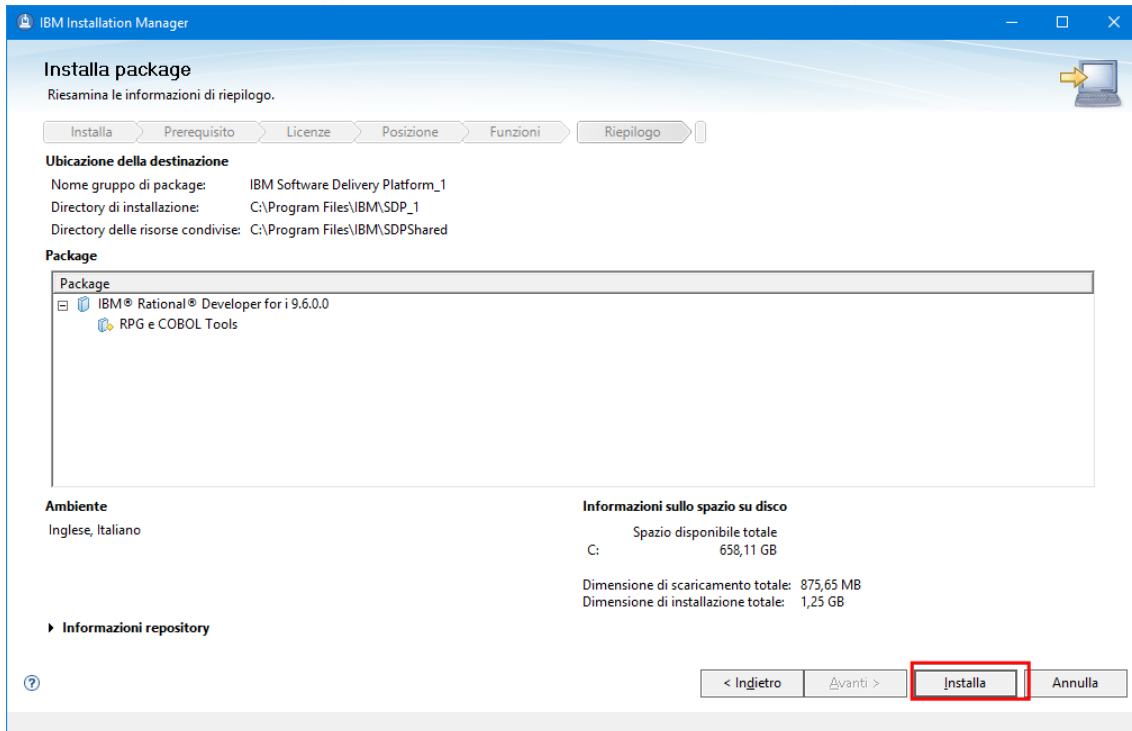 IBM Installation Manager
Installa package
Riesamina le informazioni di riepilogo.
Installa Prerequisito Licenze Posizione Funzioni Riepilogo
Ubicazione della destinazione
Nome gruppo di package: IBM Software Delivery Platform_1
Directory di installazione: C:\Program Files\IBM\SDP_1
Directory delle risorse condivise: C:\Program Files\IBM\SDPShared
Package
Package
IBM® Rational® Developer for i 9.6.0.0
RPG e COBOL Tools
Ambiente
Inglese, Italiano
Informazioni sullo spazio su disco
Spazio disponibile totale
C: 658,11 GB
Dimensione di scaricamento totale: 875,65 MB
Dimensione di installazione totale: 1,25 GB
Informazioni repository
? < Indietro Avanti > Installa Annulla